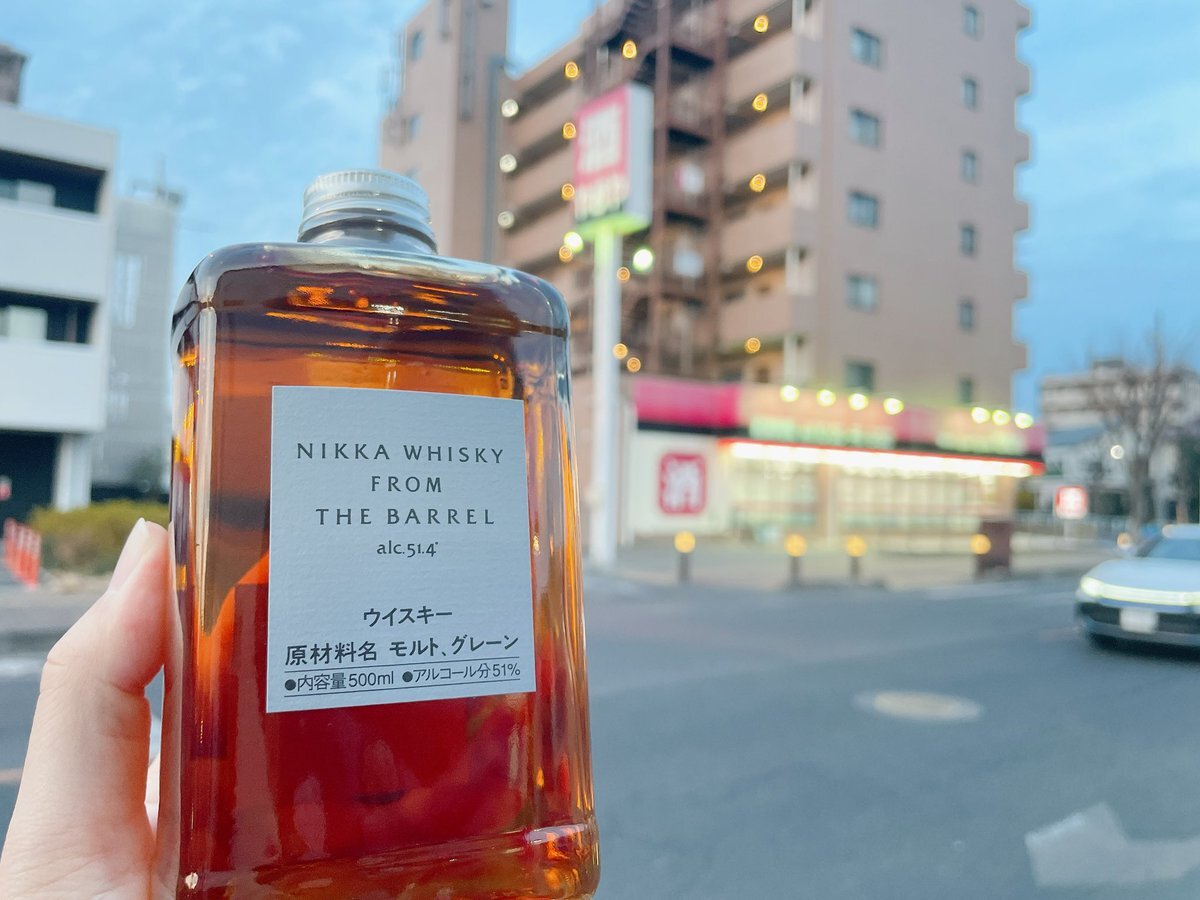 NIKKA WHISKY
FROM
THE BARREL
alc.51.4°
ウイスキー
原材料名 モルト、グレーン
●内容量500ml ●アルコール分51%
酒
酒
酒